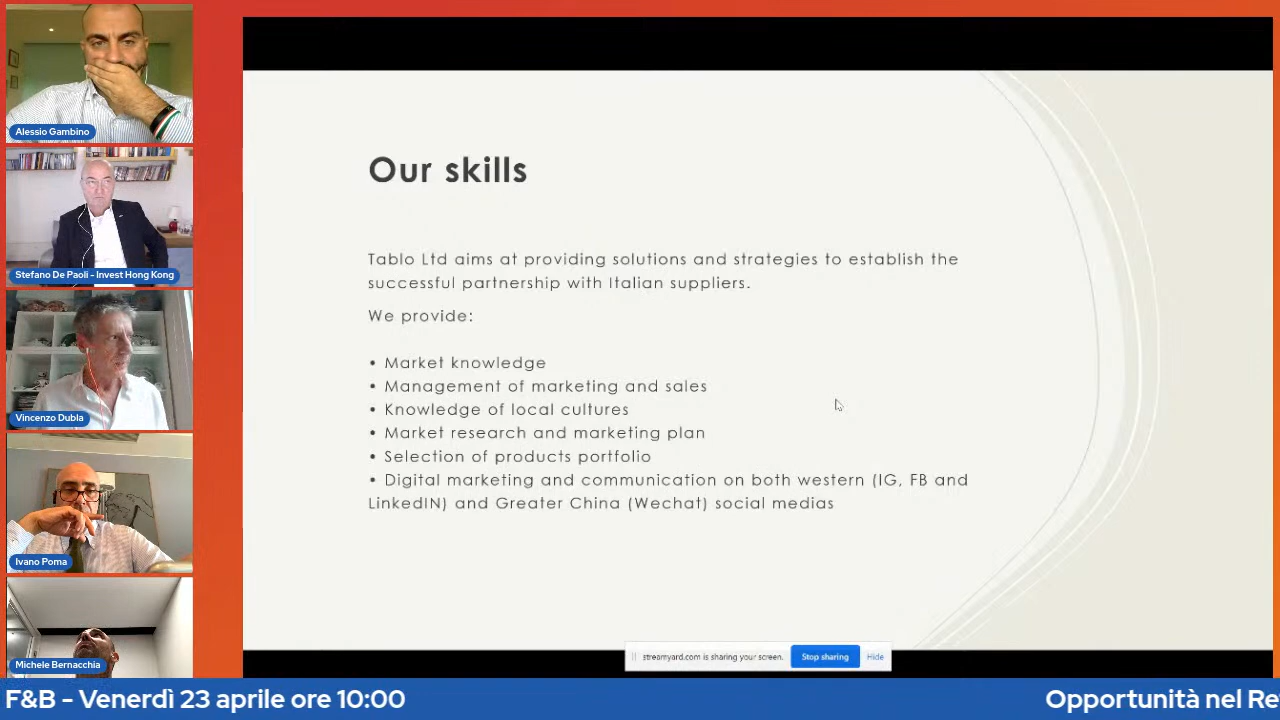 Alessio Gambino
Stefano De Paoli - Invest Hong Kong
Vincenzo Dubla
Ivano Poma
Michele Bernacchia
Our skills
Tablo Ltd aims at providing solutions and strategies to establish the
successful partnership with Italian suppliers.
We provide:
• Market knowledge
• Management of marketing and sales
• Knowledge of local cultures
• Market research and marketing plan
• Selection of products portfolio
• Digital marketing and communication on both western (IG, FB and
LinkedIN) and Greater China (Wechat) social medias
streamyard.com is sharing your screen.
Stop sharing
Hide
F&B - Venerdì 23 aprile ore 10:00
Opportunità nel